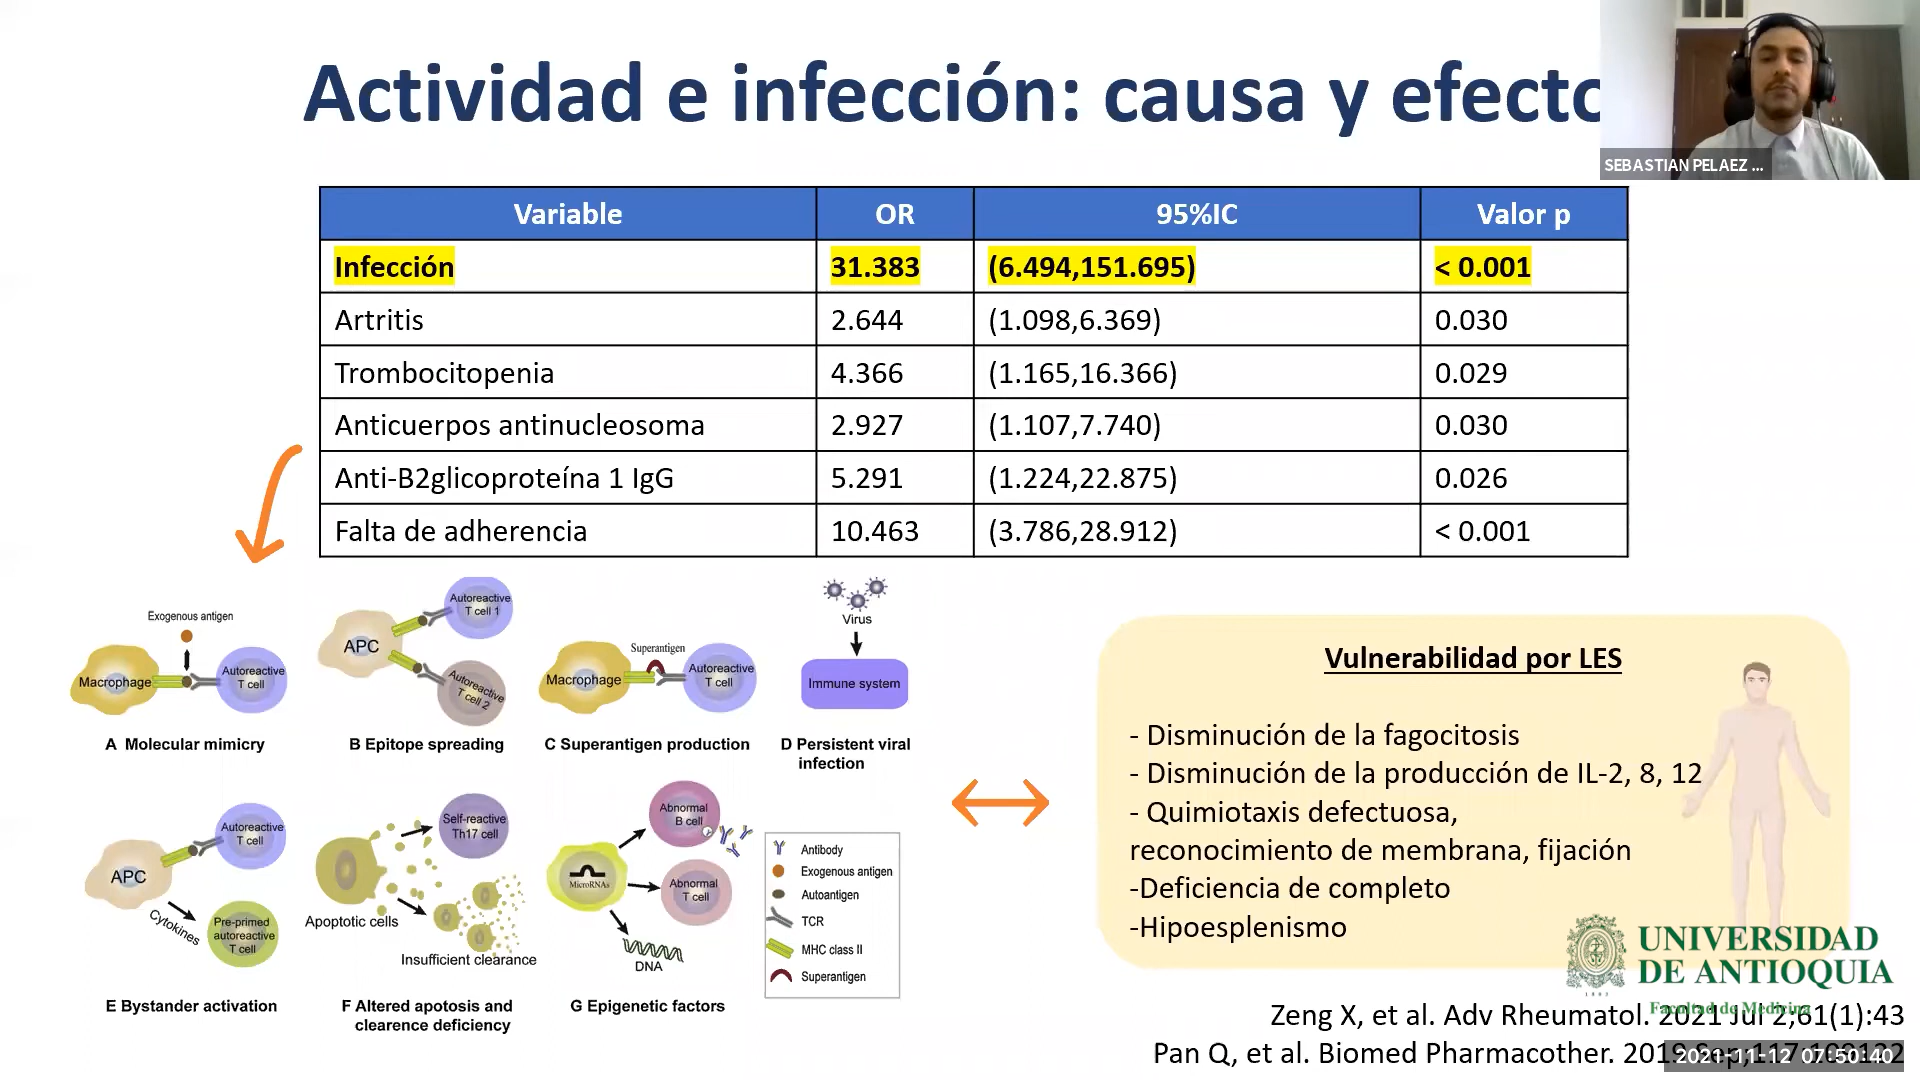 Actividad e infección: causa y efecto
SEBASTIAN PELAEZ ...
Variable OR 95%IC Valor p
Infección 31.383 (6.494,151.695) < 0.001
Artritis 2.644 (1.098,6.369) 0.030
Trombocitopenia 4.366 (1.165,16.366) 0.029
Anticuerpos antinucleosoma 2.927 (1.107,7.740) 0.030
Anti-B2glicoproteína 1 IgG 5.291 (1.224,22.875) 0.026
Falta de adherencia 10.463 (3.786,28.912) < 0.001
Exogenous antigen
Macrophage
Autoreactive
T cell
A Molecular mimicry
APC
Autoreactive
T cell 1
Autoreactive
T cell 2
B Epitope spreading
Superantigen
Macrophage
Autoreactive
T cell
C Superantigen production
Virus
Immune system
D Persistent viral
infection
APC
Autoreactive
T cell
Cytokines
Pre-primed
autoreactive
T cell
E Bystander activation
Self-reactive
Th17 cell
Apoptotic cells
Insufficient clearance
F Altered apotosis and
clearence deficiency
MicroRNAs
Abnormal
B cell
Abnormal
T cell
DNA
G Epigenetic factors
Antibody
Exogenous antigen
Autoantigen
TCR
MHC class II
Superantigen
Vulnerabilidad por LES
- Disminución de la fagocitosis
- Disminución de la producción de IL-2, 8, 12
- Quimiotaxis defectuosa,
reconocimiento de membrana, fijación
-Deficiencia de completo
-Hipoesplenismo
UNIVERSIDAD
DE ANTIOQUIA
1803
Facultad de Medicina
Zeng X, et al. Adv Rheumatol. 2021 Jul 2;61(1):43
Pan Q, et al. Biomed Pharmacother. 2019 Sep;117:109132
2021-11-12 07:50:40